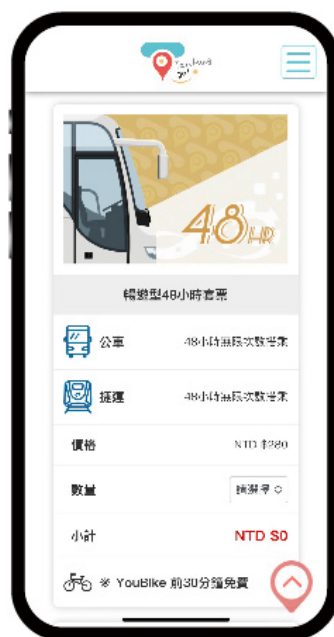 48HR
暢遊型48小時套票
公車 48小時無限次數搭乘
捷運 48小時無限次數搭乘
價格 NTD $280
數量 請選擇
小計 NTD $0
※ YouBike 前30分鐘免費